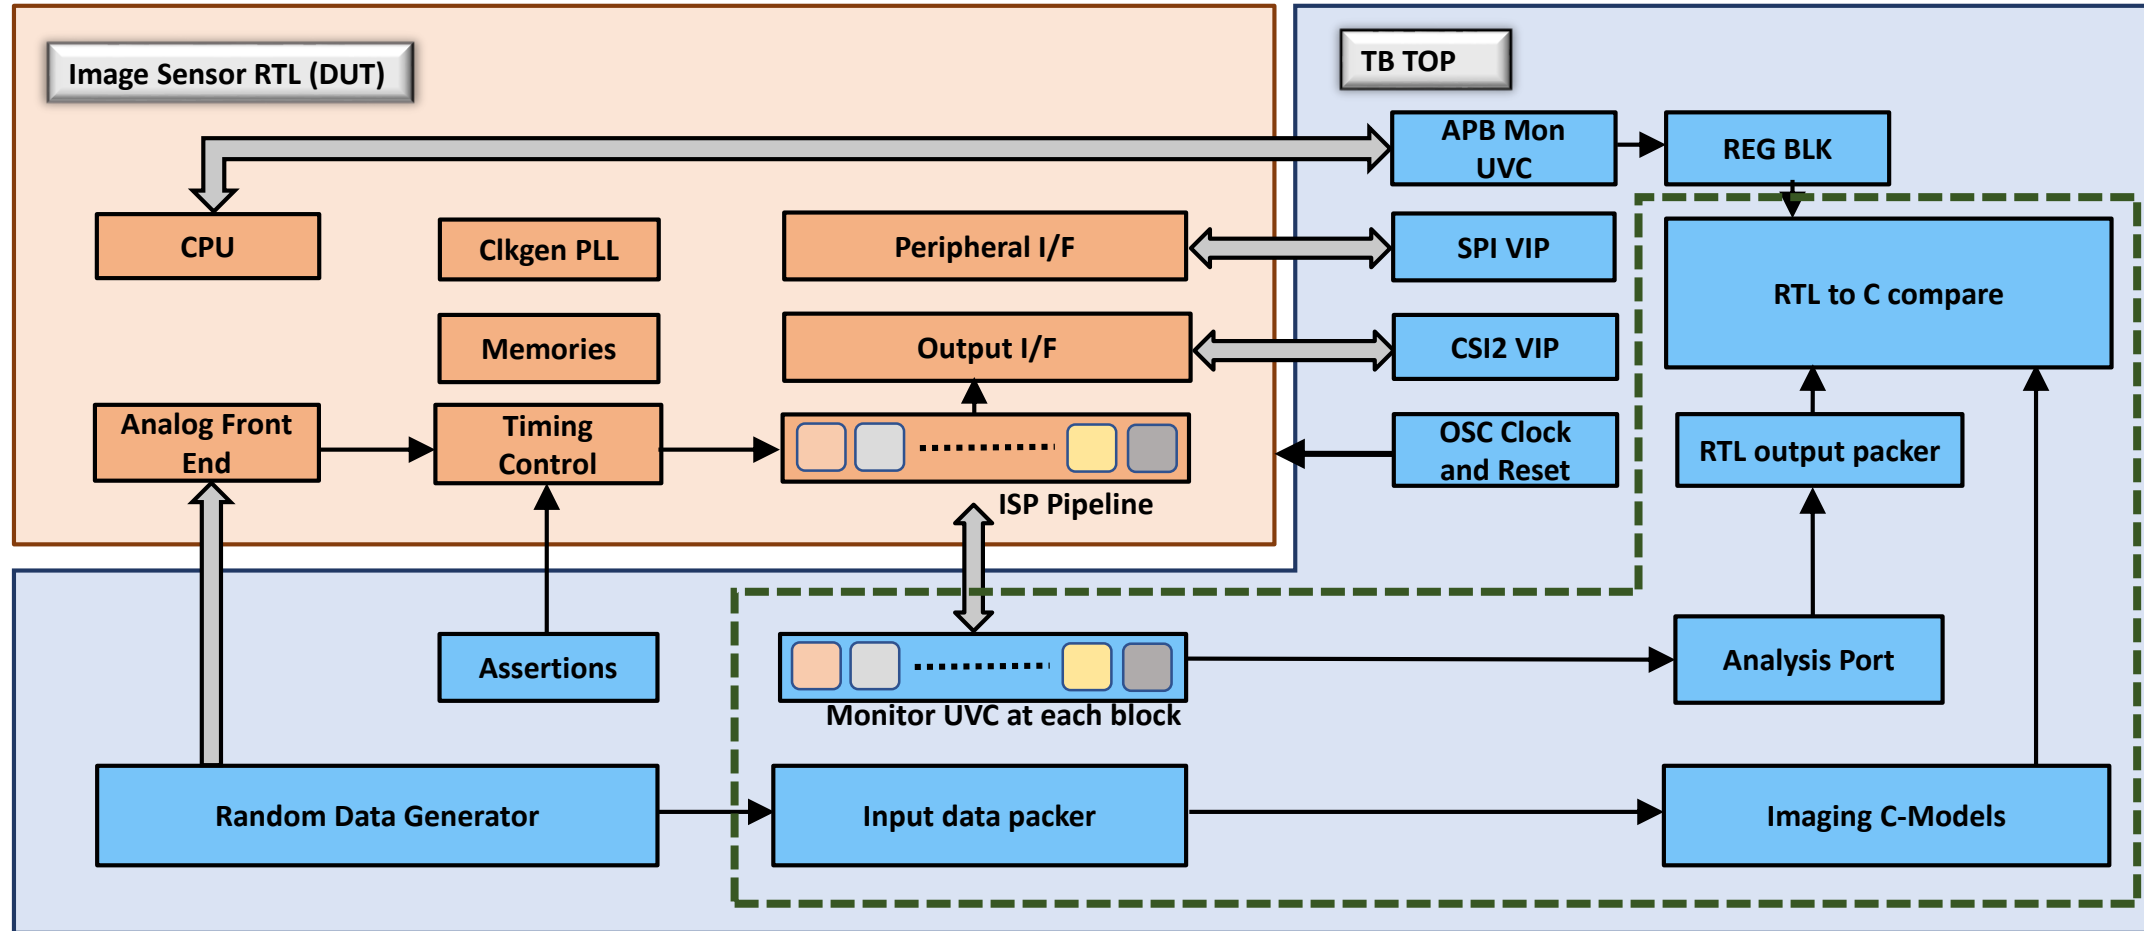 Image Sensor RTL (DUT)
TB TOP
APB Mon
UVC
REG BLK
CPU
Clkgen PLL
Peripheral I/F
SPI VIP
RTL to C compare
Memories
Output I/F
CSI2 VIP
Analog Front
End
Timing
Control
OSC Clock
and Reset
RTL output packer
ISP Pipeline
Assertions
Analysis Port
Monitor UVC at each block
Random Data Generator
Input data packer
Imaging C-Models